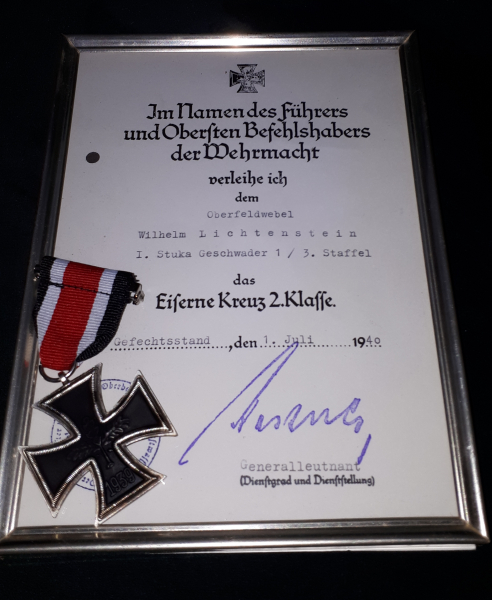 Im Namen des Führers
und Obersten Befehlshabers
der Wehrmacht
verleihe ich
dem
Oberfeldwebel
Wilhelm Lichtenstein
I. Stuka Geschwader 1 / 3. Staffel
das
Eiserne Kreuz 2.Klasse.
Gefechtsstand ,den 1. Juli 1940
Generalleutnant
(Dienstgrad und Dienststellung)
1939